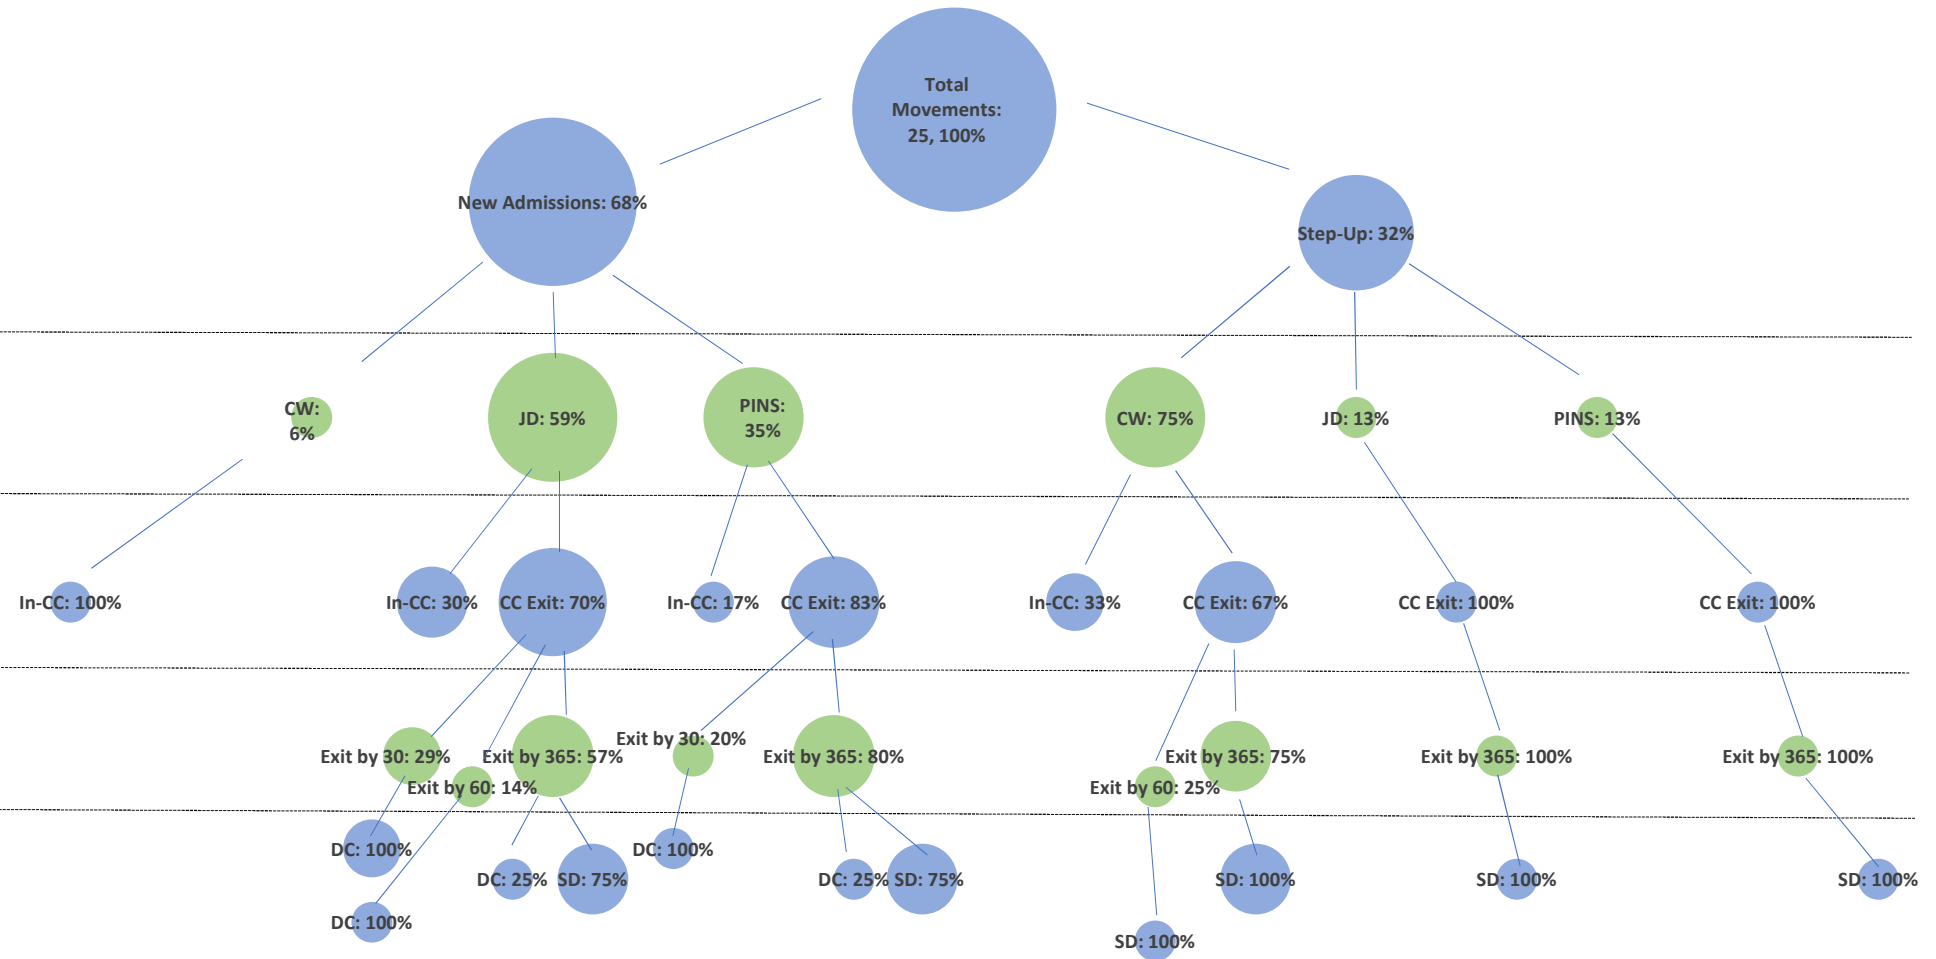 Total
Movements:
25, 100%
New Admissions: 68%
Step-Up: 32%
CW:
6%
JD: 59%
PINS:
35%
CW: 75%
JD: 13%
PINS: 13%
In-CC: 100%
In-CC: 30%
CC Exit: 70%
In-CC: 17%
CC Exit: 83%
In-CC: 33%
CC Exit: 67%
CC Exit: 100%
CC Exit: 100%
Exit by 30: 29%
Exit by 60: 14%
Exit by 365: 57%
Exit by 30: 20%
Exit by 365: 80%
Exit by 60: 25%
Exit by 365: 75%
Exit by 365: 100%
Exit by 365: 100%
DC: 100%
DC: 100%
DC: 25%
SD: 75%
DC: 100%
DC: 25%
SD: 75%
SD: 100%
SD: 100%
SD: 100%
SD: 100%